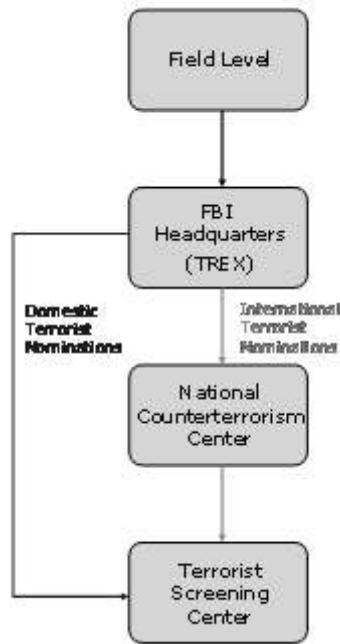 Field Level
FBI
Headquarters
(TREX)
Domestic
Terrorist
Nominations
International
Terrorist
Nominations
National
Counterterrorism
Center
Terrorist
Screening
Center